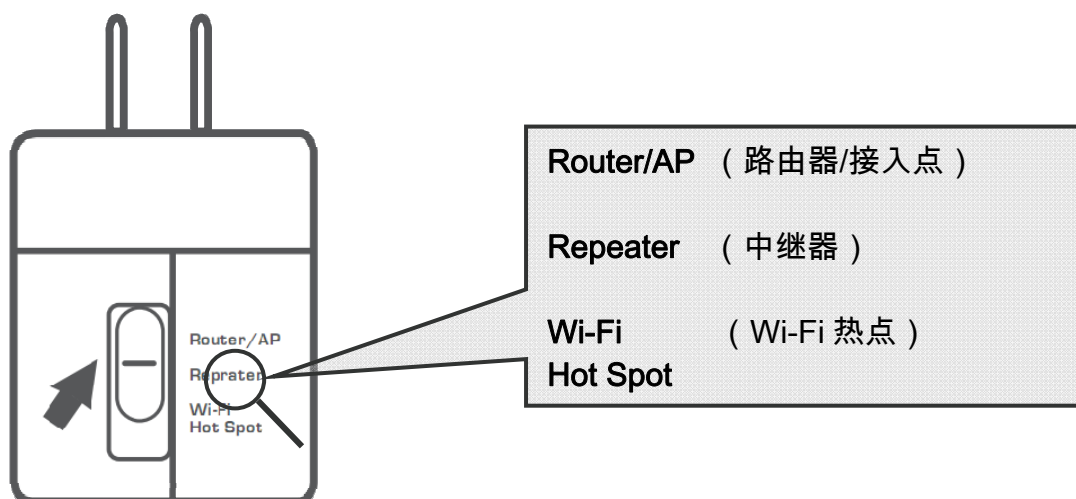 Router/AP （路由器/接入点）
Repeater （中继器）
Wi-Fi （Wi-Fi 热点）
Hot Spot
Router/AP
Reprater
Wi-Fi
Hot Spot